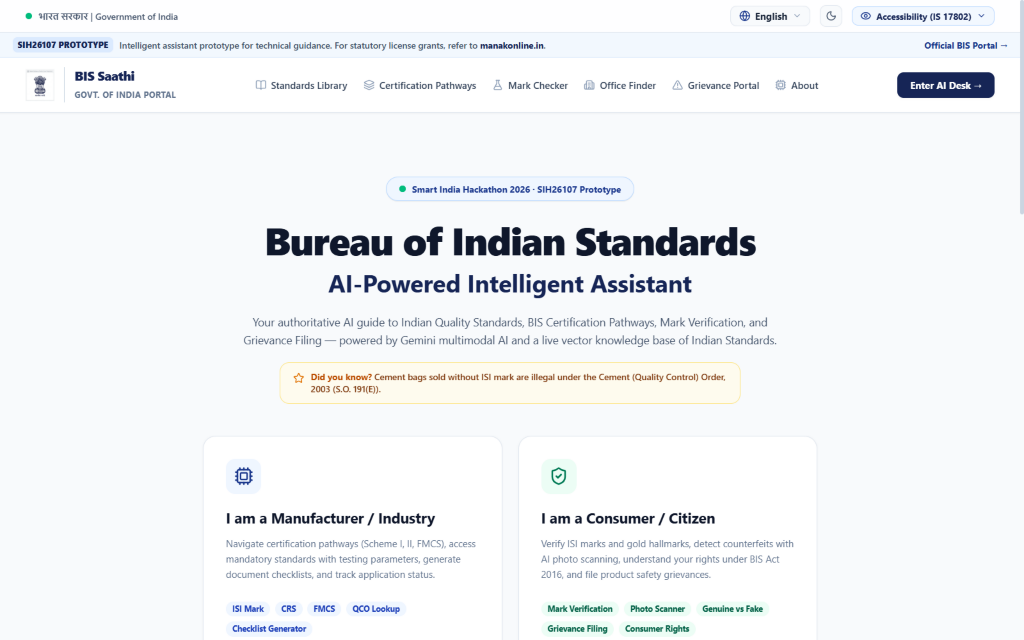 भारत सरकार | Government of India
English
Accessibility (IS 17802)
SIH26107 PROTOTYPE Intelligent assistant prototype for technical guidance. For statutory license grants, refer to manakonline.in.
Official BIS Portal →
BIS Saathi
GOVT. OF INDIA PORTAL
Standards Library
Certification Pathways
Mark Checker
Office Finder
Grievance Portal
About
Enter AI Desk →
Smart India Hackathon 2026 · SIH26107 Prototype
Bureau of Indian Standards
AI-Powered Intelligent Assistant
Your authoritative AI guide to Indian Quality Standards, BIS Certification Pathways, Mark Verification, and
Grievance Filing — powered by Gemini multimodal AI and a live vector knowledge base of Indian Standards.
Did you know? Cement bags sold without ISI mark are illegal under the Cement (Quality Control) Order,
2003 (S.O. 191(E)).
I am a Manufacturer / Industry
Navigate certification pathways (Scheme I, II, FMCS), access
mandatory standards with testing parameters, generate
document checklists, and track application status.
ISI Mark
CRS
FMCS
QCO Lookup
Checklist Generator
I am a Consumer / Citizen
Verify ISI marks and gold hallmarks, detect counterfeits with
AI photo scanning, understand your rights under BIS Act
2016, and file product safety grievances.
Mark Verification
Photo Scanner
Genuine vs Fake
Grievance Filing
Consumer Rights